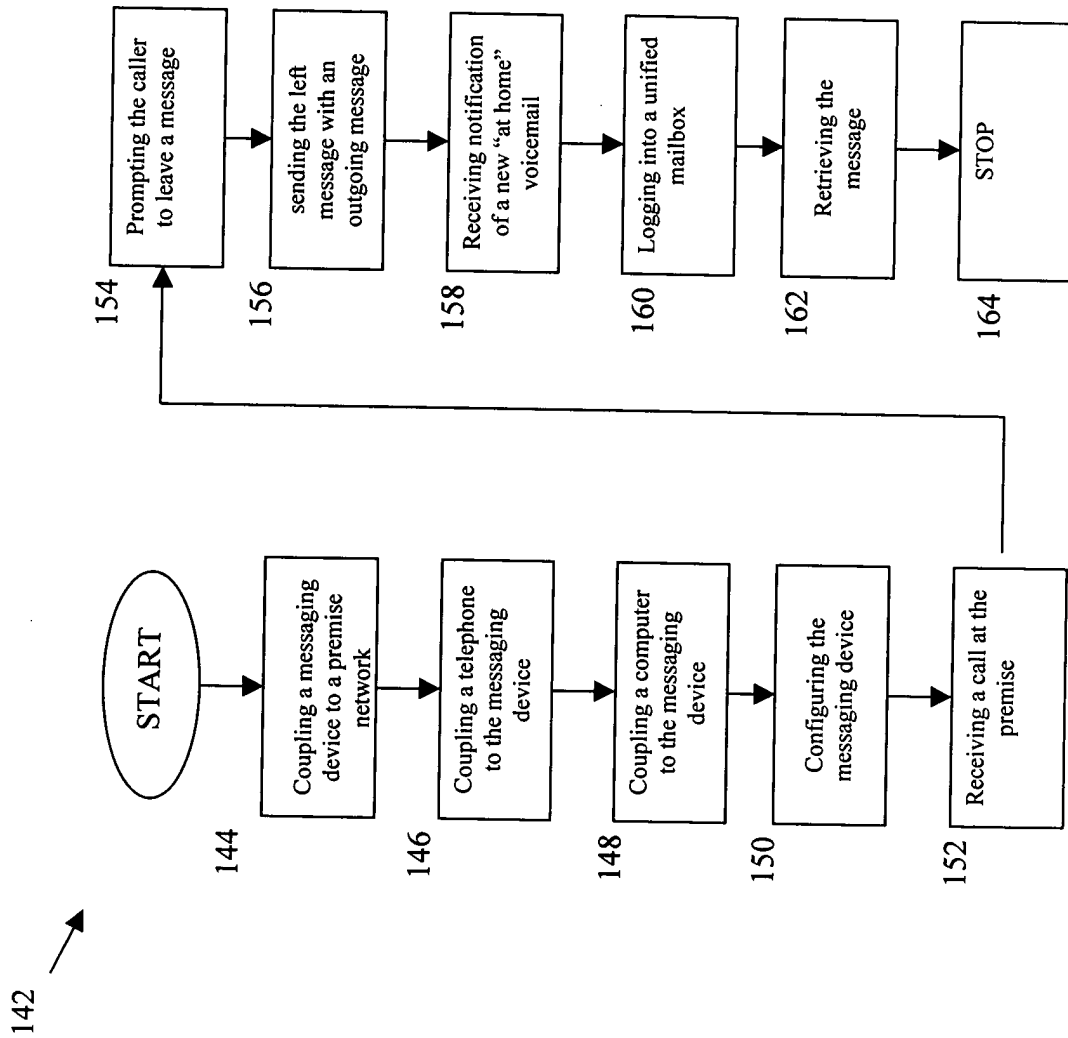 142
START
144
Coupling a messaging
device to a premise
network
146
Coupling a telephone
to the messaging
device
148
Coupling a computer
to the messaging
device
150
Configuring the
messaging device
152
Receiving a call at the
premise
154
Prompting the caller
to leave a message
156
sending the left
message with an
outgoing message
158
Receiving notification
of a new “at home”
voicemail
160
Logging into a unified
mailbox
162
Retrieving the
message
164
STOP